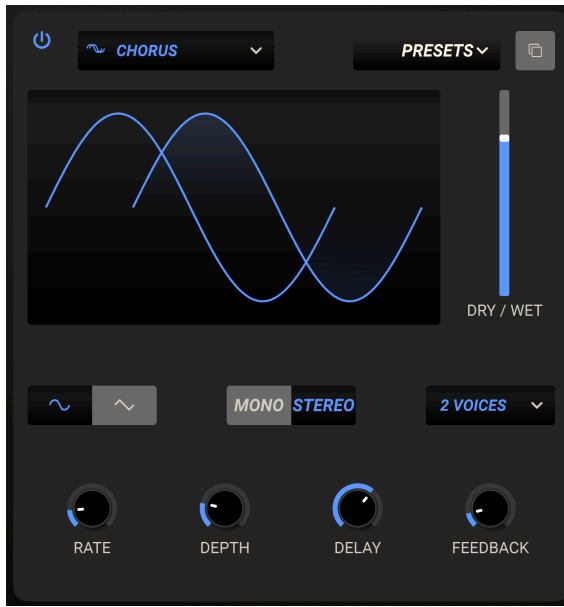 CHORUS
PRESETS
DRY / WET
MONO STEREO
2 VOICES
RATE
DEPTH
DELAY
FEEDBACK